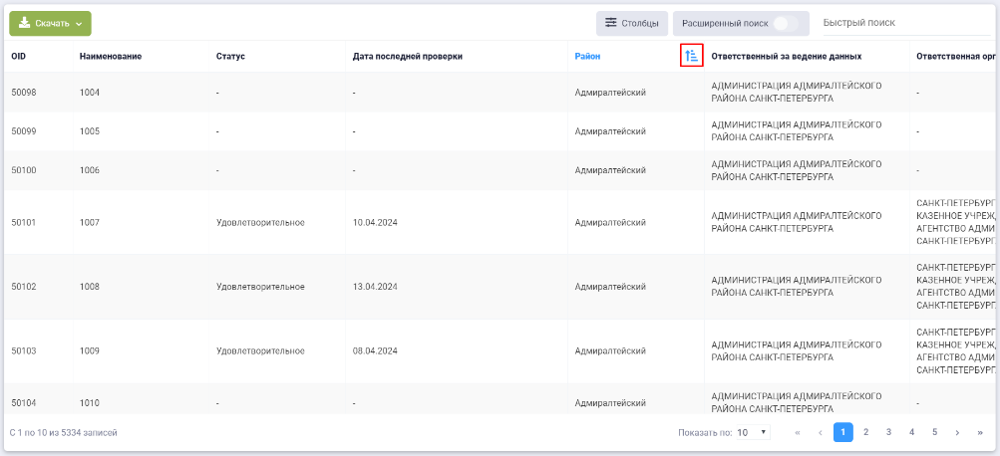 Скачать
Столбцы
Расширенный поиск
Быстрый поиск
OID Наименование Статус Дата последней проверки Район Ответственный за ведение данных Ответственная орг
50098 1004 - - Адмиралтейский АДМИНИСТРАЦИЯ АДМИРАЛТЕЙСКОГО
РАЙОНА САНКТ-ПЕТЕРБУРГА -
50099 1005 - - Адмиралтейский АДМИНИСТРАЦИЯ АДМИРАЛТЕЙСКОГО
РАЙОНА САНКТ-ПЕТЕРБУРГА -
50100 1006 - - Адмиралтейский АДМИНИСТРАЦИЯ АДМИРАЛТЕЙСКОГО
РАЙОНА САНКТ-ПЕТЕРБУРГА -
50101 1007 Удовлетворительное 10.04.2024 Адмиралтейский АДМИНИСТРАЦИЯ АДМИРАЛТЕЙСКОГО
РАЙОНА САНКТ-ПЕТЕРБУРГА
САНКТ-ПЕТЕРБУРГ
КАЗЕННОЕ УЧРЕЖ
АГЕНТСТВО АДМИ
САНКТ-ПЕТЕРБУРГ
50102 1008 Удовлетворительное 13.04.2024 Адмиралтейский АДМИНИСТРАЦИЯ АДМИРАЛТЕЙСКОГО
РАЙОНА САНКТ-ПЕТЕРБУРГА
САНКТ-ПЕТЕРБУРГ
КАЗЕННОЕ УЧРЕЖ
АГЕНТСТВО АДМИ
САНКТ-ПЕТЕРБУРГ
50103 1009 Удовлетворительное 08.04.2024 Адмиралтейский АДМИНИСТРАЦИЯ АДМИРАЛТЕЙСКОГО
РАЙОНА САНКТ-ПЕТЕРБУРГА
САНКТ-ПЕТЕРБУРГ
КАЗЕННОЕ УЧРЕЖ
АГЕНТСТВО АДМИ
САНКТ-ПЕТЕРБУРГ
50104 1010 - - Адмиралтейский АДМИНИСТРАЦИЯ АДМИРАЛТЕЙСКОГО
РАЙОНА САНКТ-ПЕТЕРБУРГА -
С 1 по 10 из 5334 записей
Показать по: 10 « ‹ 1 2 3 4 5 › »